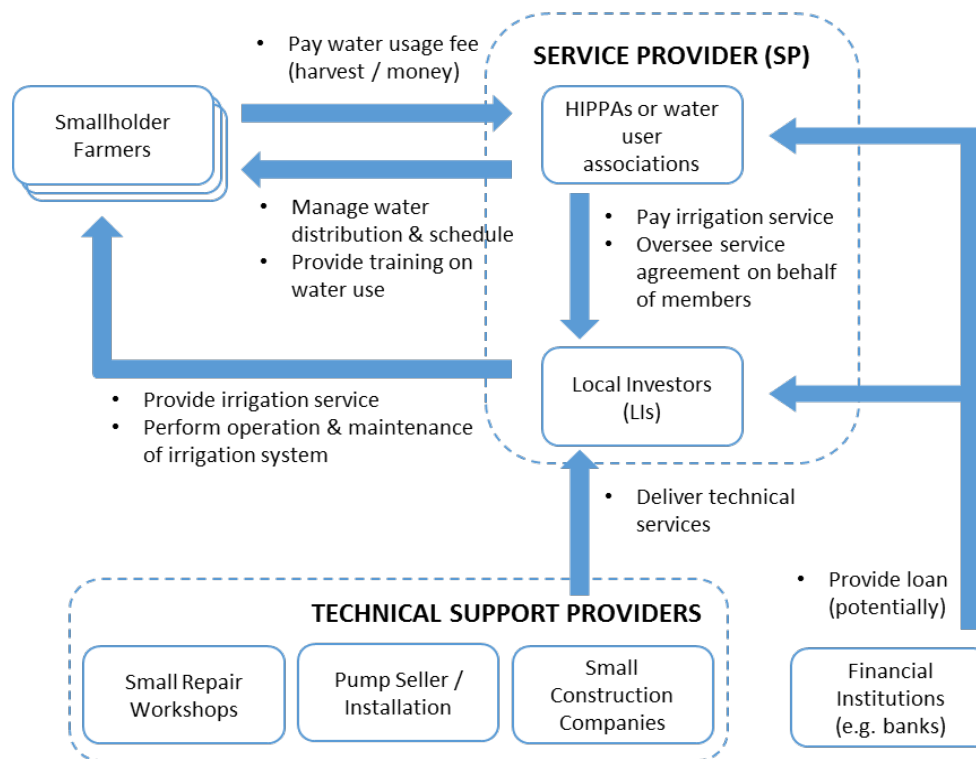 • Pay water usage fee
(harvest / money)
SERVICE PROVIDER (SP)
Smallholder
Farmers
HIPPAs or water
user
associations
• Manage water
distribution & schedule
• Provide training on
water use
• Pay irrigation service
• Oversee service
agreement on behalf
of members
Local Investors
(LIs)
• Provide irrigation service
• Perform operation & maintenance
of irrigation system
• Deliver technical
services
• Provide loan
(potentially)
TECHNICAL SUPPORT PROVIDERS
Small Repair
Workshops
Pump Seller /
Installation
Small
Construction
Companies
Financial
Institutions
(e.g. banks)